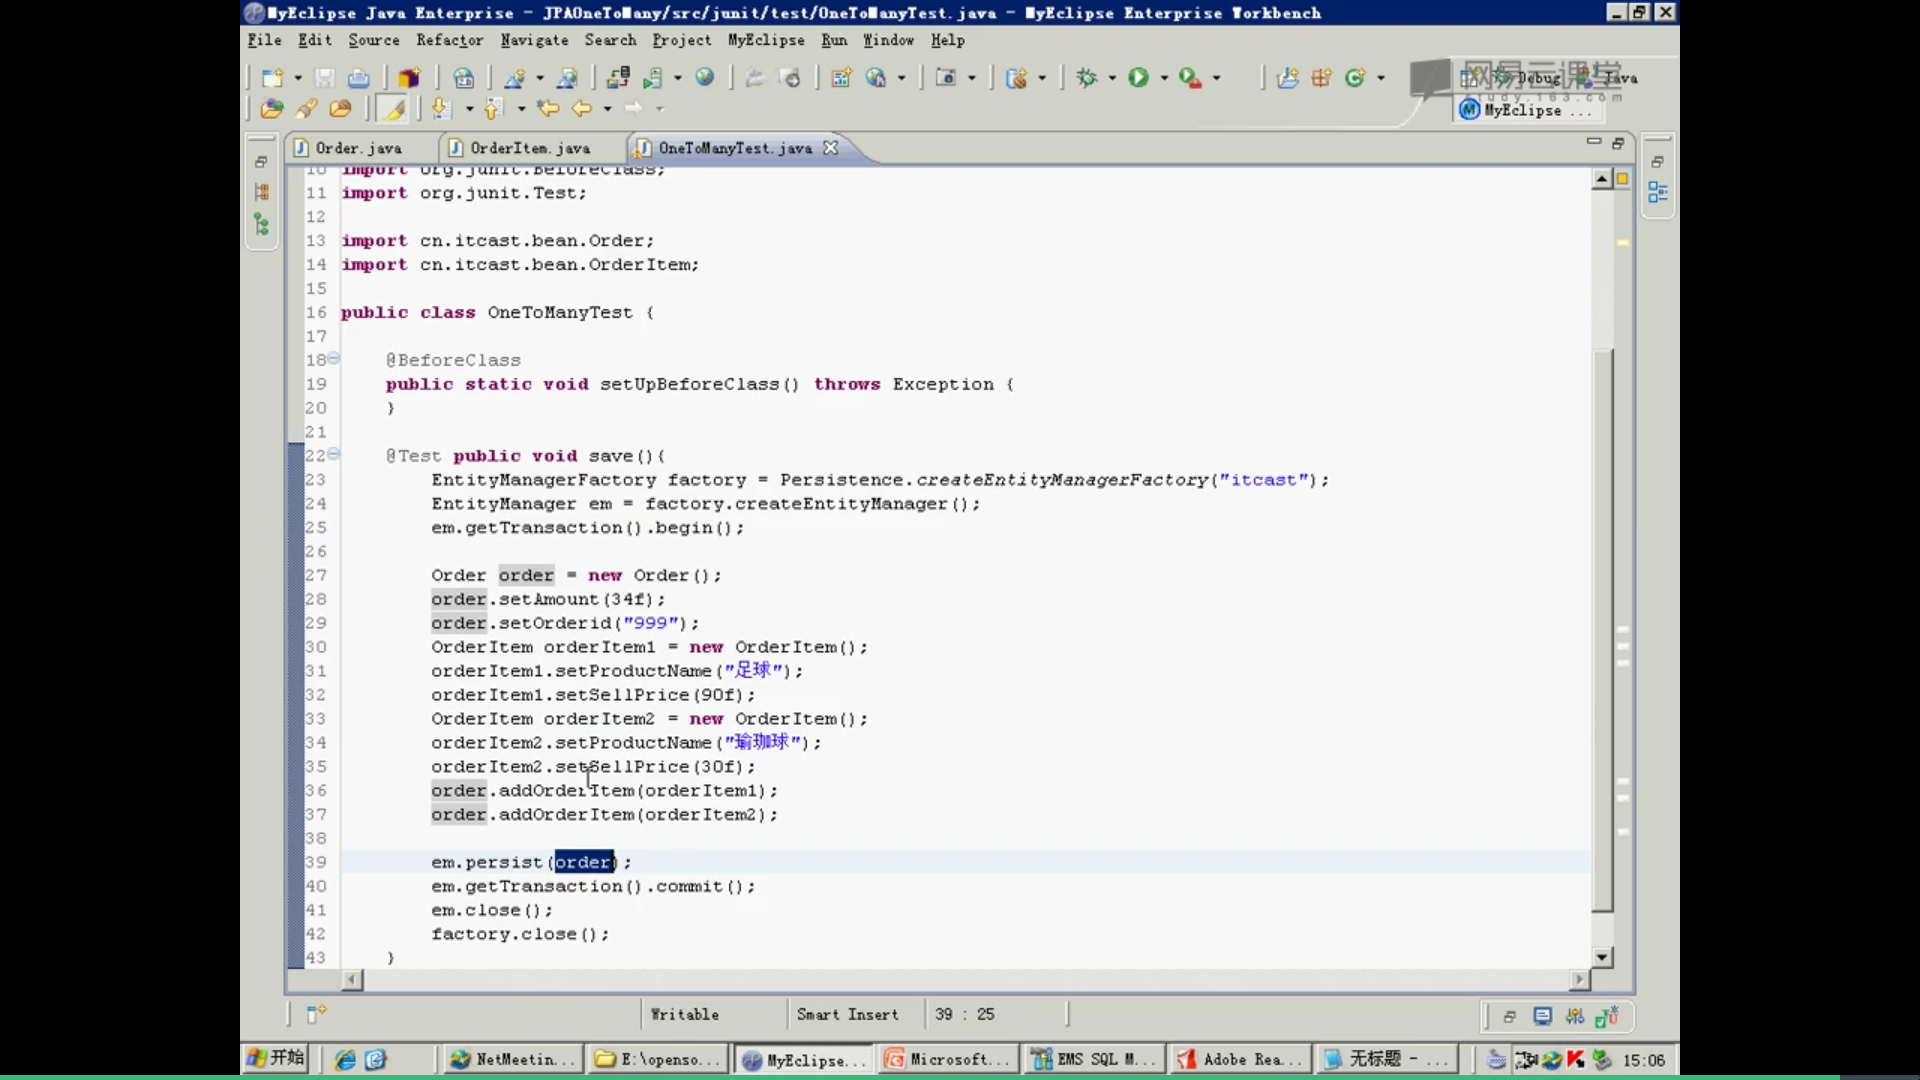 MyEclipse Java Enterprise - JPAOneToMany/src/junit/test/OneToManyTest.java - MyEclipse Enterprise Workbench
File Edit Source Refactor Navigate Search Project MyEclipse Run Window Help
网易云课堂
Debug Java
study.163.com
MyEclipse ...
Order.java OrderItem.java OneToManyTest.java
10 import org.junit.BeforeClass;
11 import org.junit.Test;
12
13 import cn.itcast.bean.Order;
14 import cn.itcast.bean.OrderItem;
15
16 public class OneToManyTest {
17
18 @BeforeClass
19 public static void setUpBeforeClass() throws Exception {
20 }
21
22 @Test public void save(){
23 EntityManagerFactory factory = Persistence.createEntityManagerFactory("itcast");
24 EntityManager em = factory.createEntityManager();
25 em.getTransaction().begin();
26
27 Order order = new Order();
28 order.setAmount(34f);
29 order.setOrderid("999");
30 OrderItem orderItem1 = new OrderItem();
31 orderItem1.setProductName("足球");
32 orderItem1.setSellPrice(90f);
33 OrderItem orderItem2 = new OrderItem();
34 orderItem2.setProductName("瑜珈球");
35 orderItem2.setSellPrice(30f);
36 order.addOrderItem(orderItem1);
37 order.addOrderItem(orderItem2);
38
39 em.persist(order);
40 em.getTransaction().commit();
41 em.close();
42 factory.close();
43 }
Writable Smart Insert 39 : 25
开始 NetMeetin... E:\openso... MyEclipse... Microsoft... EMS SQL M... Adobe Rea... 无标题 - ... 15:06